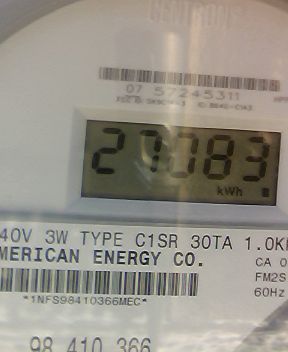 CENTRON
07 57245311
27083
kWh
40V 3W TYPE C1SR 30TA 1.0K
MERICAN ENERGY CO.
CA 0
FM2S
60Hz
*1NFS98410366MEC*
98 410 366